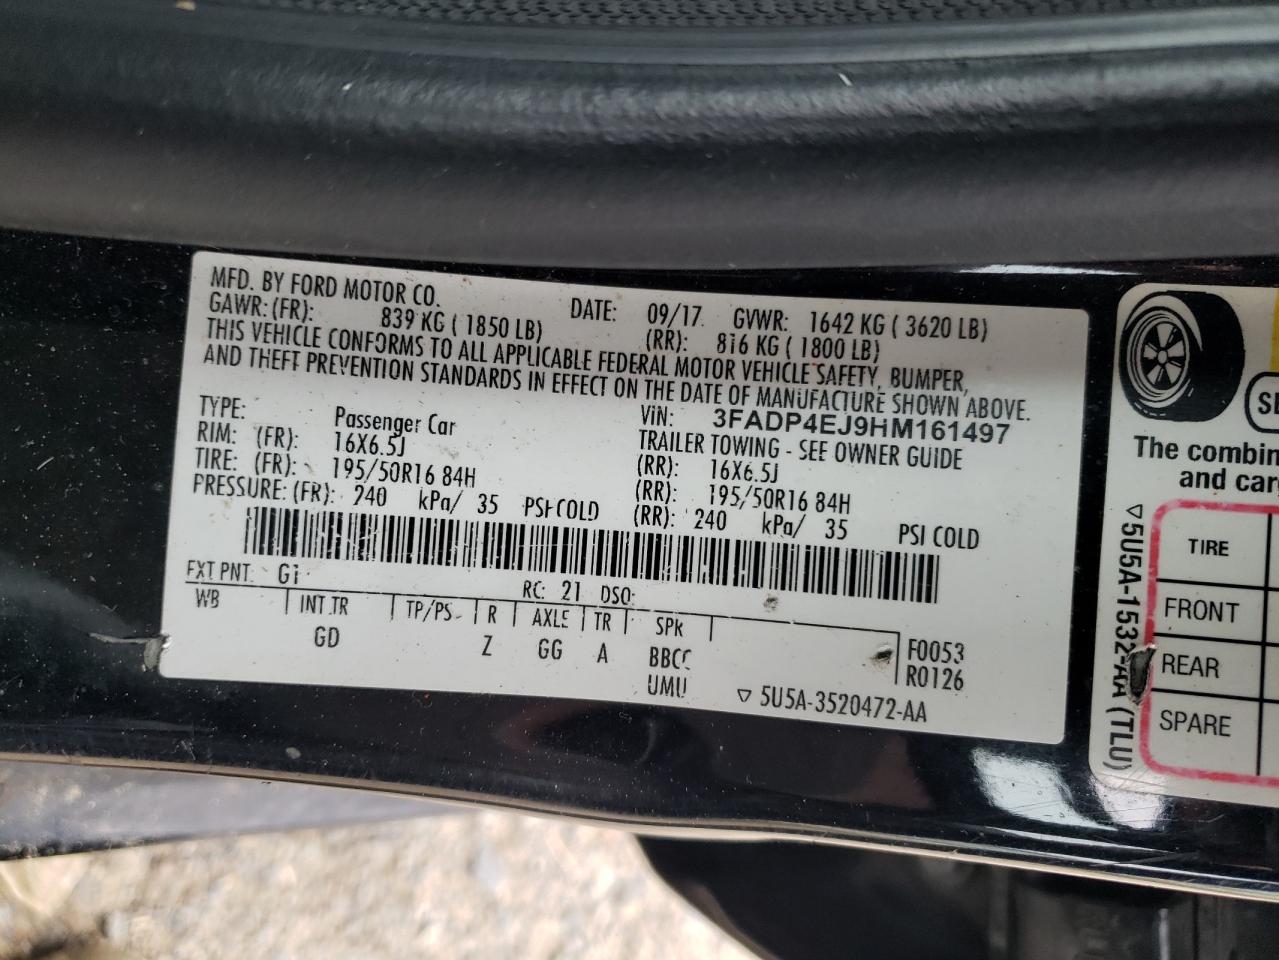 MFD. BY FORD MOTOR CO.
DATE: 09/17 GVWR: 1642 KG ( 3620 LB)
GAWR: (FR): 839 KG ( 1850 LB) (RR): 816 KG ( 1800 LB)
THIS VEHICLE CONFORMS TO ALL APPLICABLE FEDERAL MOTOR VEHICLE SAFETY, BUMPER,
AND THEFT PREVENTION STANDARDS IN EFFECT ON THE DATE OF MANUFACTURE SHOWN ABOVE.
TYPE: Passenger Car VIN: 3FADP4EJ9HM161497
TRAILER TOWING - SEE OWNER GUIDE
RIM: (FR): 16X6.5J (RR): 16X6.5J
TIRE: (FR): 195/50R16 84H (RR): 195/50R16 84H
PRESSURE: (FR): 240 kPa/ 35 PSI COLD (RR): 240 kPa/ 35 PSI COLD
EXT PNT: G1 RC: 21 DSO:
WB INT TR TP/PS R AXLE TR SPK
GD Z GG A BBCC F0053
UMU R0126
▽ 5U5A-3520472-AA
The combin
and car
TIRE
FRONT
REAR
SPARE
▽5U5A-1532-AA (TLU)